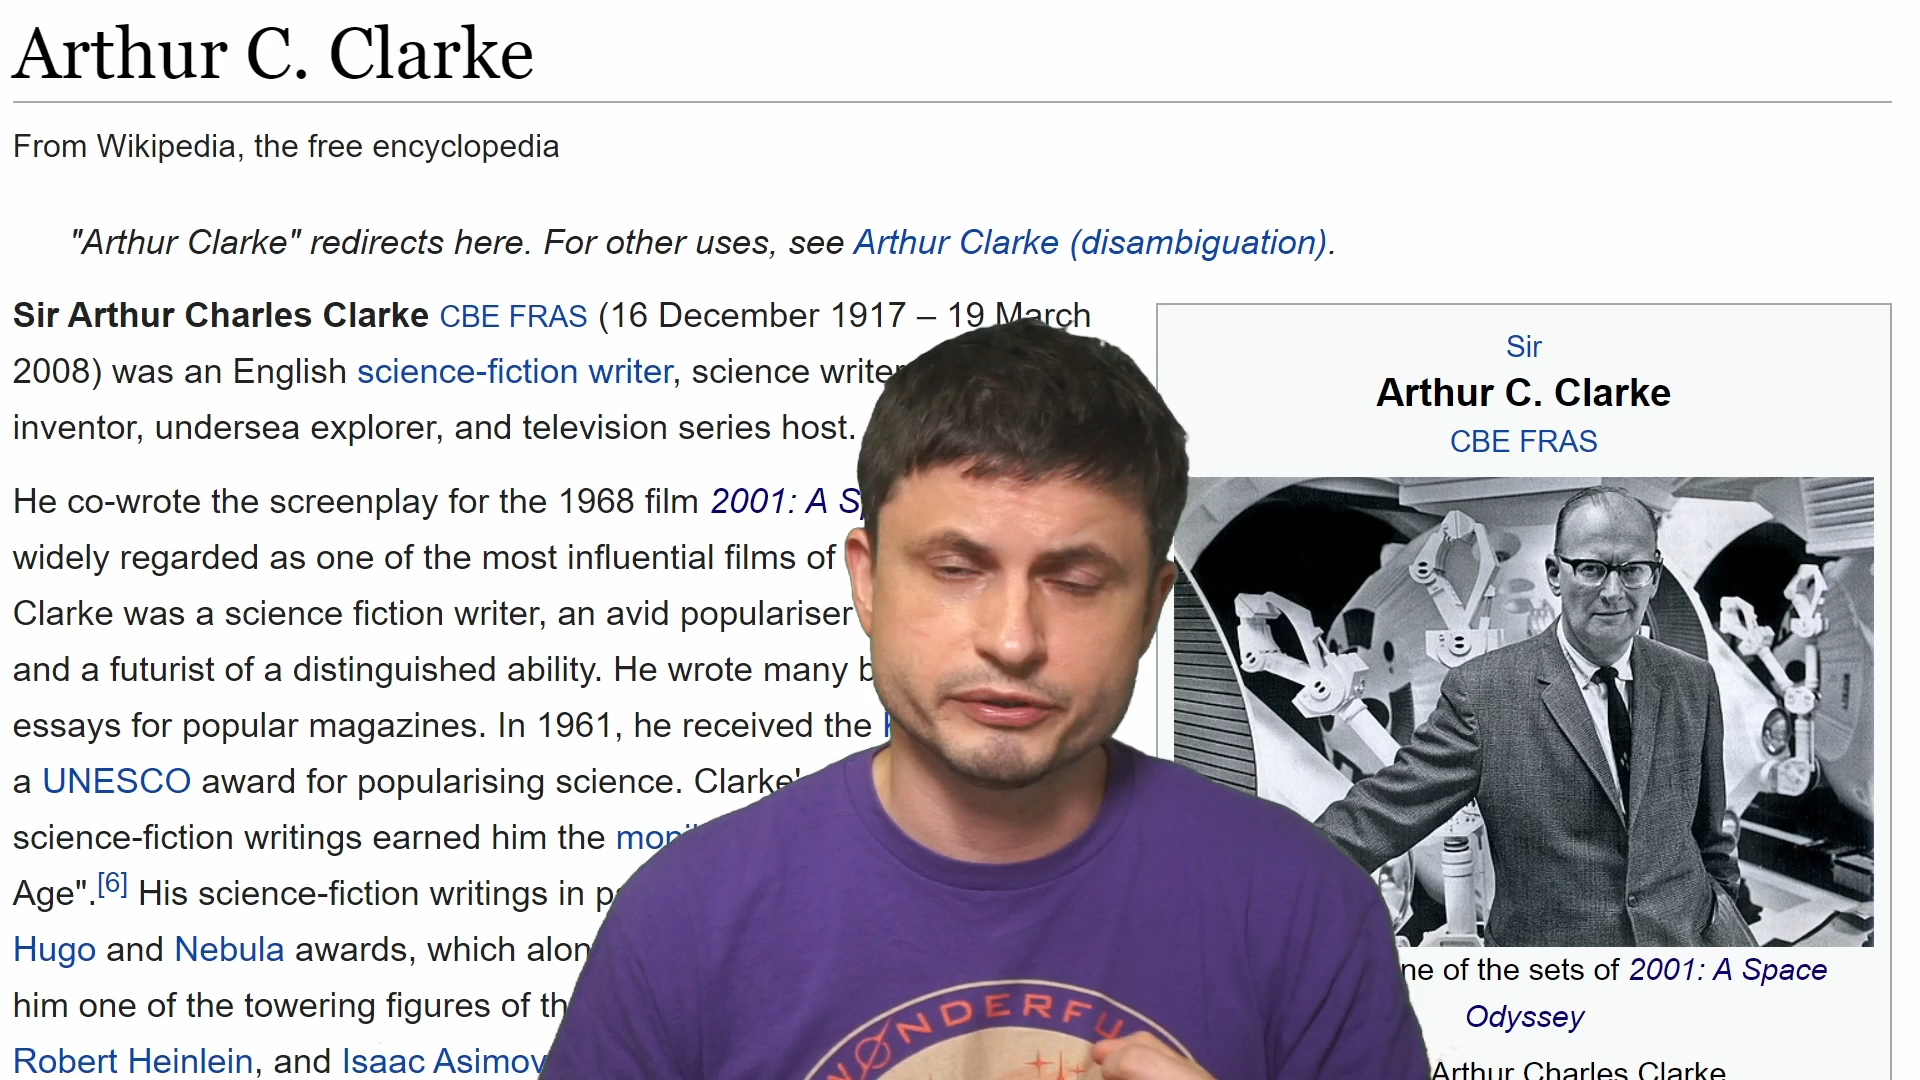 Arthur C. Clarke
From Wikipedia, the free encyclopedia
"Arthur Clarke" redirects here. For other uses, see Arthur Clarke (disambiguation).
Sir Arthur Charles Clarke CBE FRAS (16 December 1917 – 19 March
2008) was an English science-fiction writer, science writer
inventor, undersea explorer, and television series host.
He co-wrote the screenplay for the 1968 film 2001: A
widely regarded as one of the most influential films of
Clarke was a science fiction writer, an avid populariser
and a futurist of a distinguished ability. He wrote many
essays for popular magazines. In 1961, he received the
a UNESCO award for popularising science. Clarke's
science-fiction writings earned him the
Age".[6] His science-fiction writings in
Hugo and Nebula awards, which
him one of the towering figures of
Robert Heinlein, and Isaac Asimov
Sir
Arthur C. Clarke
CBE FRAS
of the sets of 2001: A Space
Odyssey
Arthur Charles Clarke
WONDERFUL